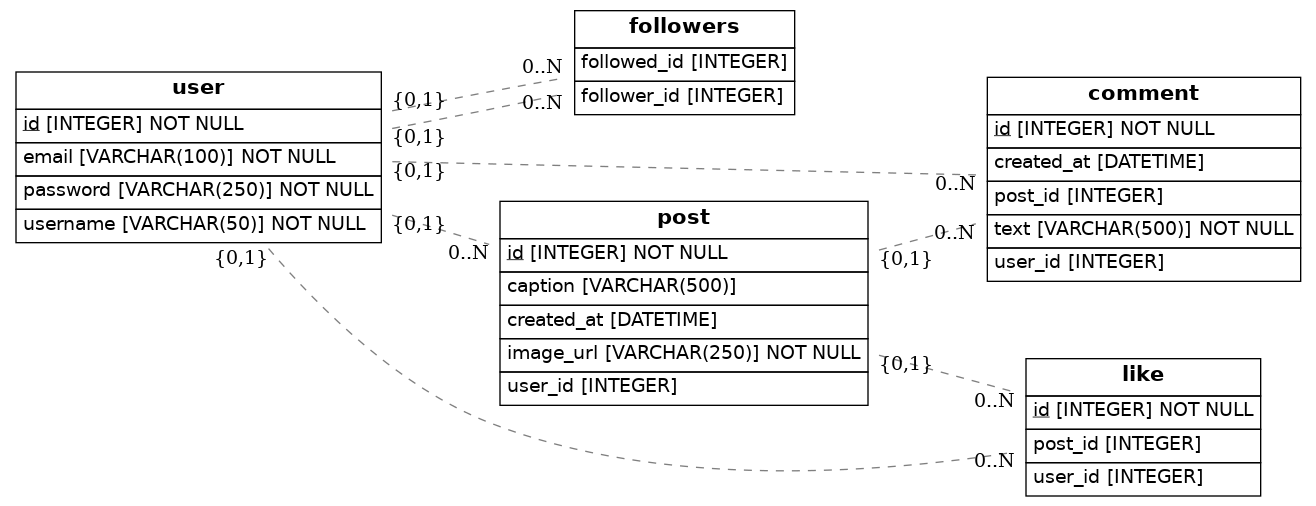 user
id [INTEGER] NOT NULL
email [VARCHAR(100)] NOT NULL
password [VARCHAR(250)] NOT NULL
username [VARCHAR(50)] NOT NULL
{0,1}
0..N
{0,1}
0..N
{0,1}
0..N
{0,1}
0..N
{0,1}
0..N
followers
followed_id [INTEGER]
follower_id [INTEGER]
post
id [INTEGER] NOT NULL
caption [VARCHAR(500)]
created_at [DATETIME]
image_url [VARCHAR(250)] NOT NULL
user_id [INTEGER]
{0,1}
0..N
{0,1}
0..N
comment
id [INTEGER] NOT NULL
created_at [DATETIME]
post_id [INTEGER]
text [VARCHAR(500)] NOT NULL
user_id [INTEGER]
like
id [INTEGER] NOT NULL
post_id [INTEGER]
user_id [INTEGER]